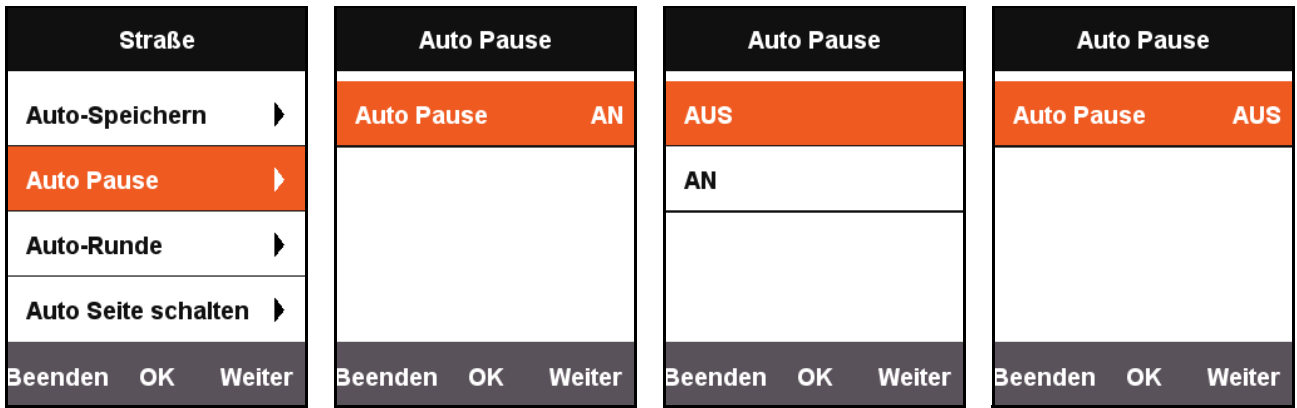 Straße
Auto-Speichern
Auto Pause
Auto-Runde
Auto Seite schalten
Beenden OK Weiter
Auto Pause
Auto Pause AN
Beenden OK Weiter
Auto Pause
AUS
AN
Beenden OK Weiter
Auto Pause
Auto Pause AUS
Beenden OK Weiter